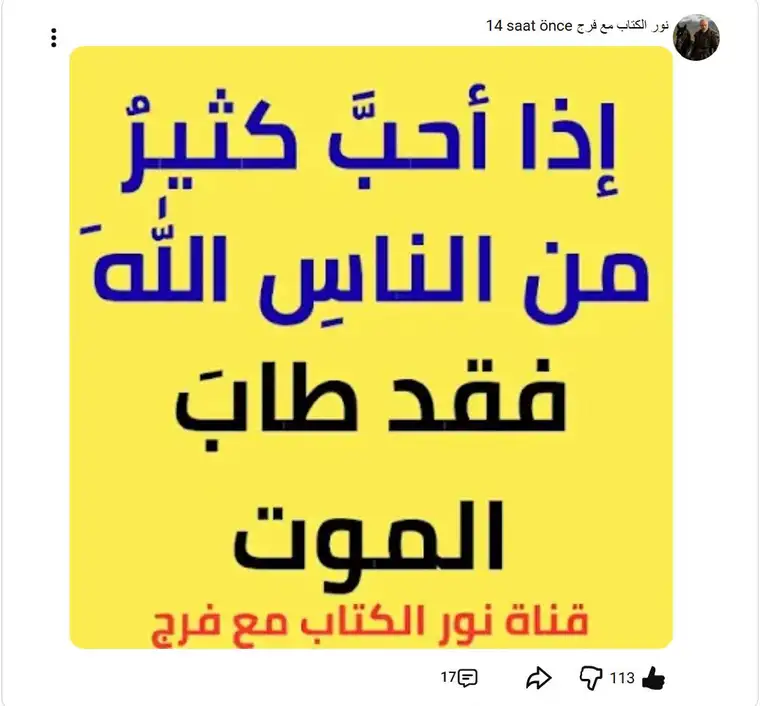 نور الكتاب مع فرج 14 saat önce
إذا أحبَّ كثيرٌ
من الناسِ اللّٰهَ
فقد طابَ
الموت
قناة نور الكتاب مع فرج
113
17